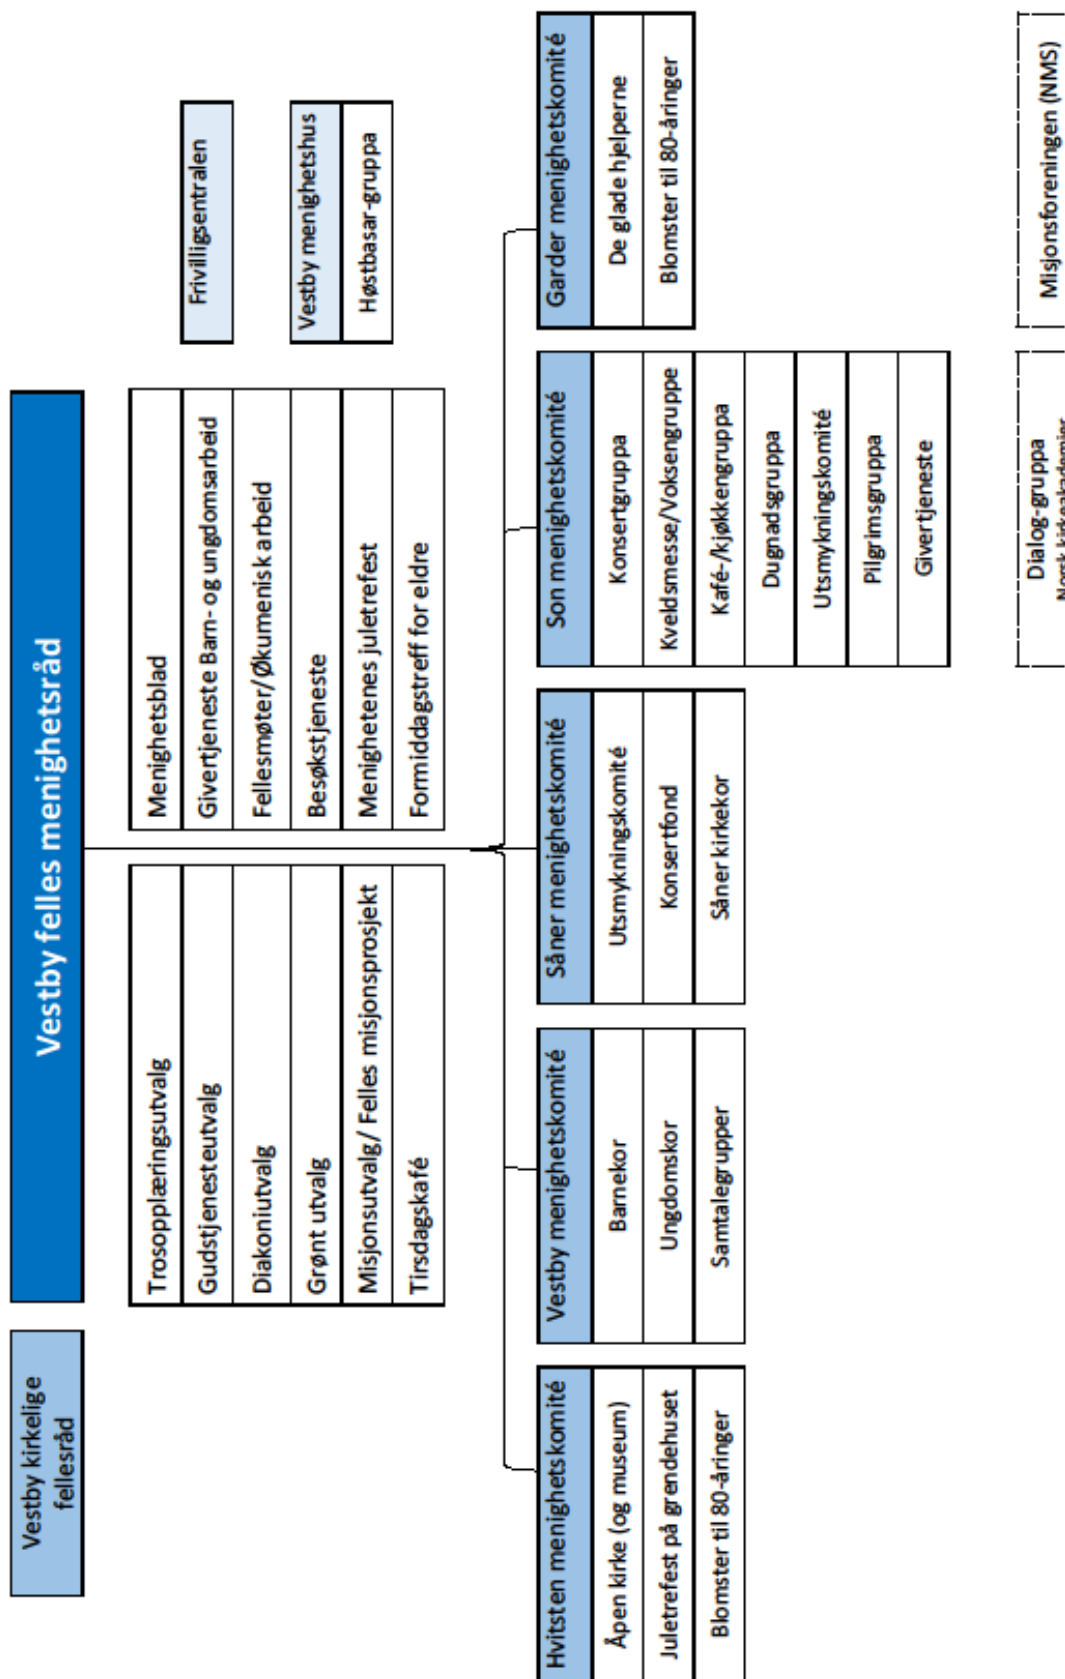 Vestby kirkelige
fellesråd
Vestby felles menighetsråd
Trosopplæringsutvalg
Gudstjenesteutvalg
Diakoniutvalg
Grønt utvalg
Misjonsutvalg/ Felles misjonsprosjekt
Tirsdagskafé
Menighetsblad
Givertjeneste Barn- og ungdomsarbeid
Fellesmøter/Økumenisk arbeid
Besøkstjeneste
Menighetenes juletrefest
Formiddagstreff for eldre
Frivilligsentralen
Vestby menighetshus
Høstbasar-gruppa
Hvitsten menighetskomité
Åpen kirke (og museum)
Juletrefest på grendehuset
Blomster til 80-åringer
Vestby menighetskomité
Barnekor
Ungdomskor
Samtalegrupper
Såner menighetskomité
Utsmykningskomité
Konsertfond
Såner kirkekor
Son menighetskomité
Konsertgruppa
Kveldsmesse/Voksengruppe
Kafé-/kjøkkengruppa
Dugnadsgruppa
Utsmykningskomité
Pilgrimsgruppa
Givertjeneste
Garder menighetskomité
De glade hjelperne
Blomster til 80-åringer
Dialog-gruppa
Norsk kirkeakademier
Misjonsforeningen (NMS)